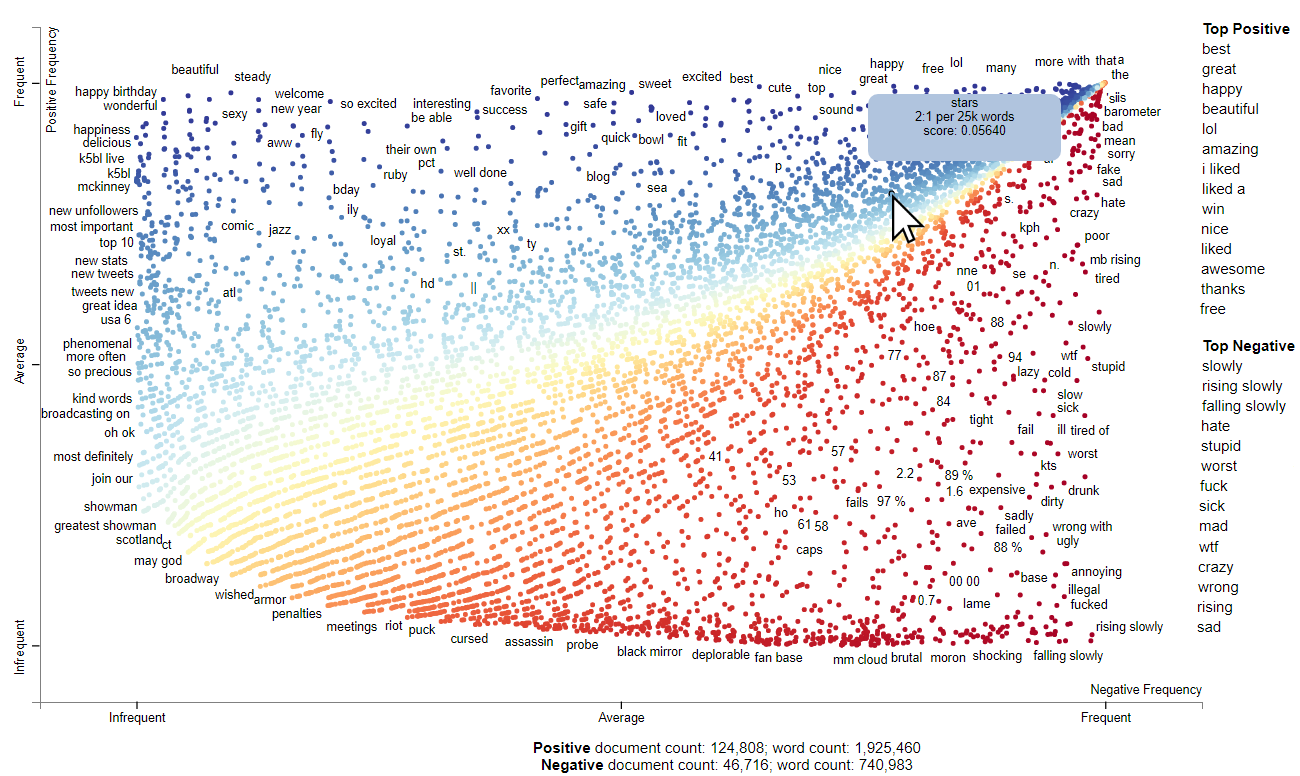 Top Positive
best
great
happy
beautiful
lol
amazing
i liked
liked a
win
nice
liked
awesome
thanks
free
Top Negative
slowly
rising slowly
falling slowly
hate
stupid
worst
fuck
sick
mad
wtf
crazy
wrong
rising
sad
Positive Frequency
Frequent
Average
Infrequent
beautiful
steady
happy birthday
wonderful
sexy
welcome
new year
so excited
interesting
be able
favorite
success
perfect
amazing
safe
sweet
loved
excited
best
cute
top
nice
great
happy
free
lol
many
more
with
that
a
the
sound
stars
2:1 per 25k words
score: 0.05640
'siis
barometer
bad
mean
sorry
fake
sad
hate
crazy
happiness
delicious
k5bl live
k5bl
mckinney
aww
fly
their own
pct
ruby
well done
gift
quick
bowl
fit
blog
sea
p
bday
ily
new unfollowers
most important
top 10
comic
jazz
loyal
st.
xx
ty
s.
kph
poor
new stats
new tweets
tweets new
great idea
usa 6
atl
hd
||
nne
01
se
n.
mb rising
tired
phenomenal
more often
so precious
hoe
88
slowly
77
94
wtf
stupid
87
lazy
cold
kind words
broadcasting on
oh ok
84
slow
sick
tight
fail
ill
tired of
most definitely
join our
41
57
worst
53
2.2
89 %
kts
1.6
expensive
drunk
dirty
showman
greatest showman
scotland
ct
may god
broadway
wished
armor
penalties
meetings
riot
puck
cursed
assassin
probe
black mirror
deplorable
fan base
mm cloud
brutal
moron
shocking
falling slowly
ho
fails
97 %
61
58
ave
sadly
failed
wrong with
ugly
caps
88 %
00 00
base
annoying
illegal
fucked
0.7
lame
rising slowly
Negative Frequency
Infrequent
Average
Frequent
Positive document count: 124,808; word count: 1,925,460
Negative document count: 46,716; word count: 740,983